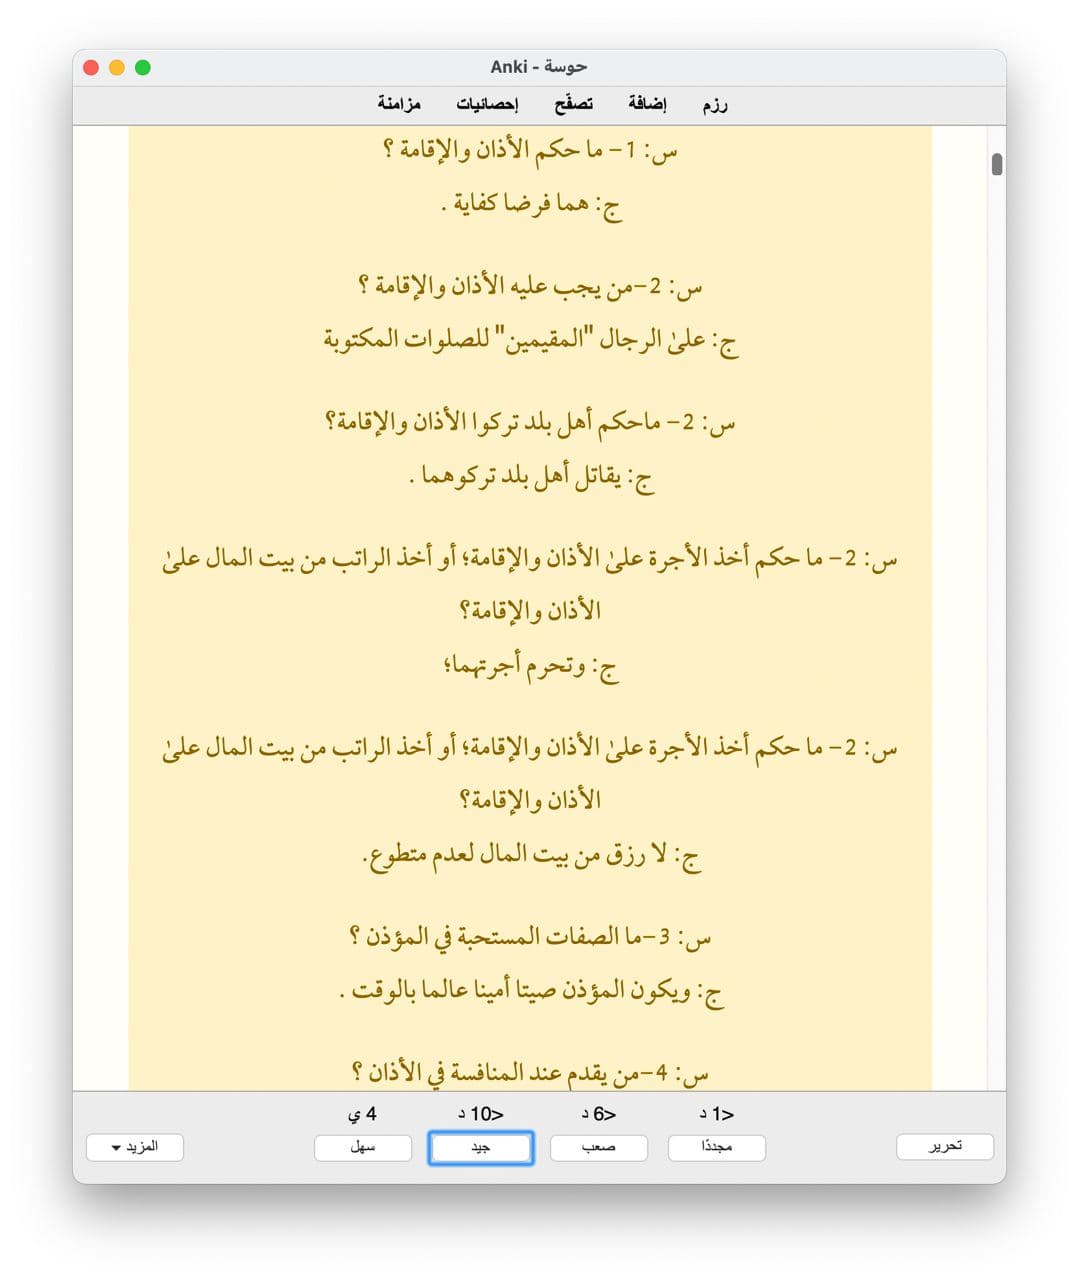 حوسة - Anki
رزم إضافة تصفّح إحصائيات مزامنة
س: 1- ما حكم الأذان والإقامة ؟
ج: هما فرضا كفاية .
س: 2-من يجب عليه الأذان والإقامة ؟
ج: علىٰ الرجال "المقيمين" للصلوات المكتوبة
س: 2- ماحكم أهل بلد تركوا الأذان والإقامة؟
ج: يقاتل أهل بلد تركوهما .
س: 2- ما حكم أخذ الأجرة علىٰ الأذان والإقامة؛ أو أخذ الراتب من بيت المال علىٰ
الأذان والإقامة؟
ج: وتحرم أجرتهما؛
س: 2- ما حكم أخذ الأجرة علىٰ الأذان والإقامة؛ أو أخذ الراتب من بيت المال علىٰ
الأذان والإقامة؟
ج: لا رزق من بيت المال لعدم متطوع.
س: 3-ما الصفات المستحبة في المؤذن ؟
ج: ويكون المؤذن صيتا أمينا عالما بالوقت .
س: 4-من يقدم عند المنافسة في الأذان ؟
<1 د <6 د <10 د 4 ي
تحرير مجددًا صعب جيد سهل المزيد ▼